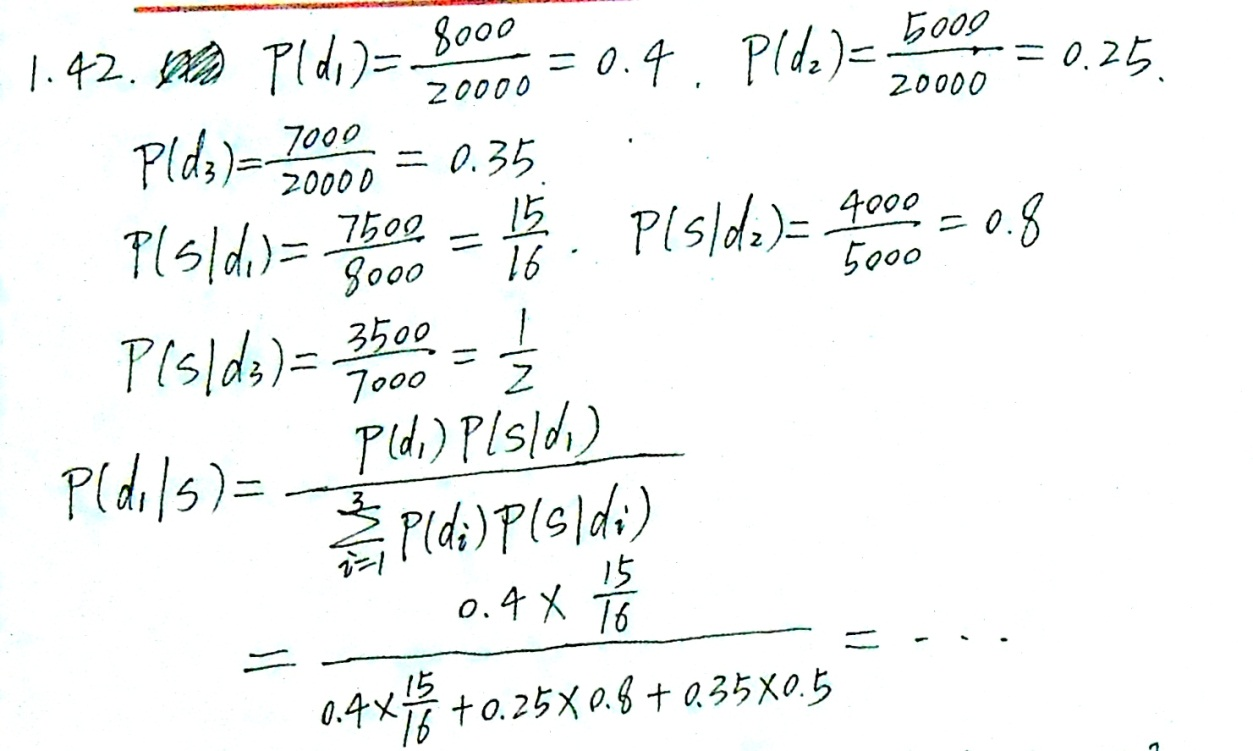 1.42. P(d₁)= 8000/20000 = 0.4. P(d₂)= 5000/20000 = 0.25.
P(d₃)= 7000/20000 = 0.35.
P(s|d₁)= 7500/8000 = 15/16. P(s|d₂)= 4000/5000 = 0.8
P(s|d₃)= 3500/7000 = 1/2
P(d₁|s)= P(d₁)P(s|d₁) / ∑_{i=1}^{3} P(dᵢ)P(s|dᵢ)
= 0.4 × 15/16 / 0.4×15/16 + 0.25×0.8 + 0.35×0.5 = ----